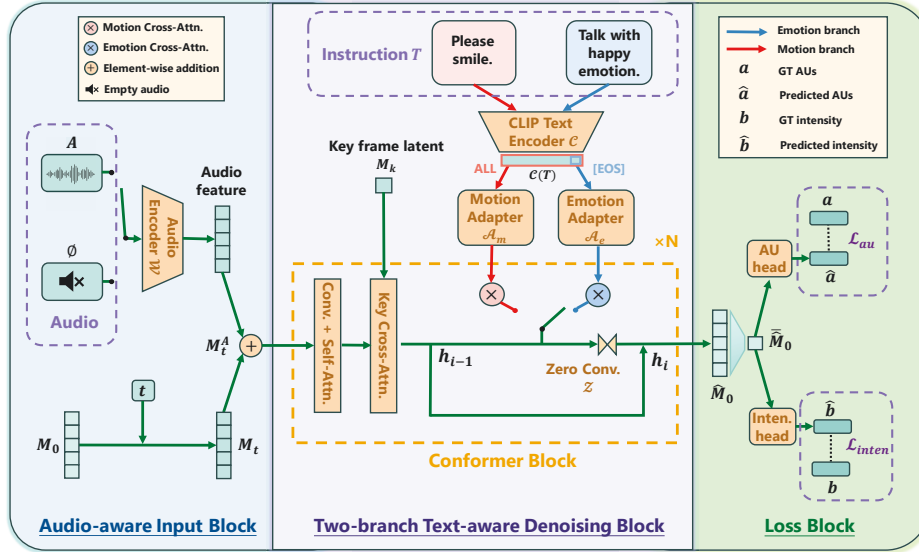 Motion Cross-Attn.
Emotion Cross-Attn.
Element-wise addition
Empty audio
Instruction T
Please
smile.
Talk with
happy
emotion.
Emotion branch
Motion branch
a GT AUs
â Predicted AUs
b GT intensity
b̂ Predicted intensity
A
∅
Audio
Audio
Encoder 𝒲
Audio
feature
Key frame latent
M_k
CLIP Text
Encoder 𝒞
ALL
𝒞(T)
[EOS]
Motion
Adapter
𝒜_m
Emotion
Adapter
𝒜_e
×N
M_t^A
t
M_0
M_t
Conv. +
Self-Attn.
Key Cross-Attn.
h_{i−1}
Zero Conv.
𝒵
h_i
Conformer Block
M̂_0
M̂̄_0
AU
head
a
â
ℒ_au
Inten.
head
b̂
b
ℒ_inten
Audio-aware Input Block
Two-branch Text-aware Denoising Block
Loss Block